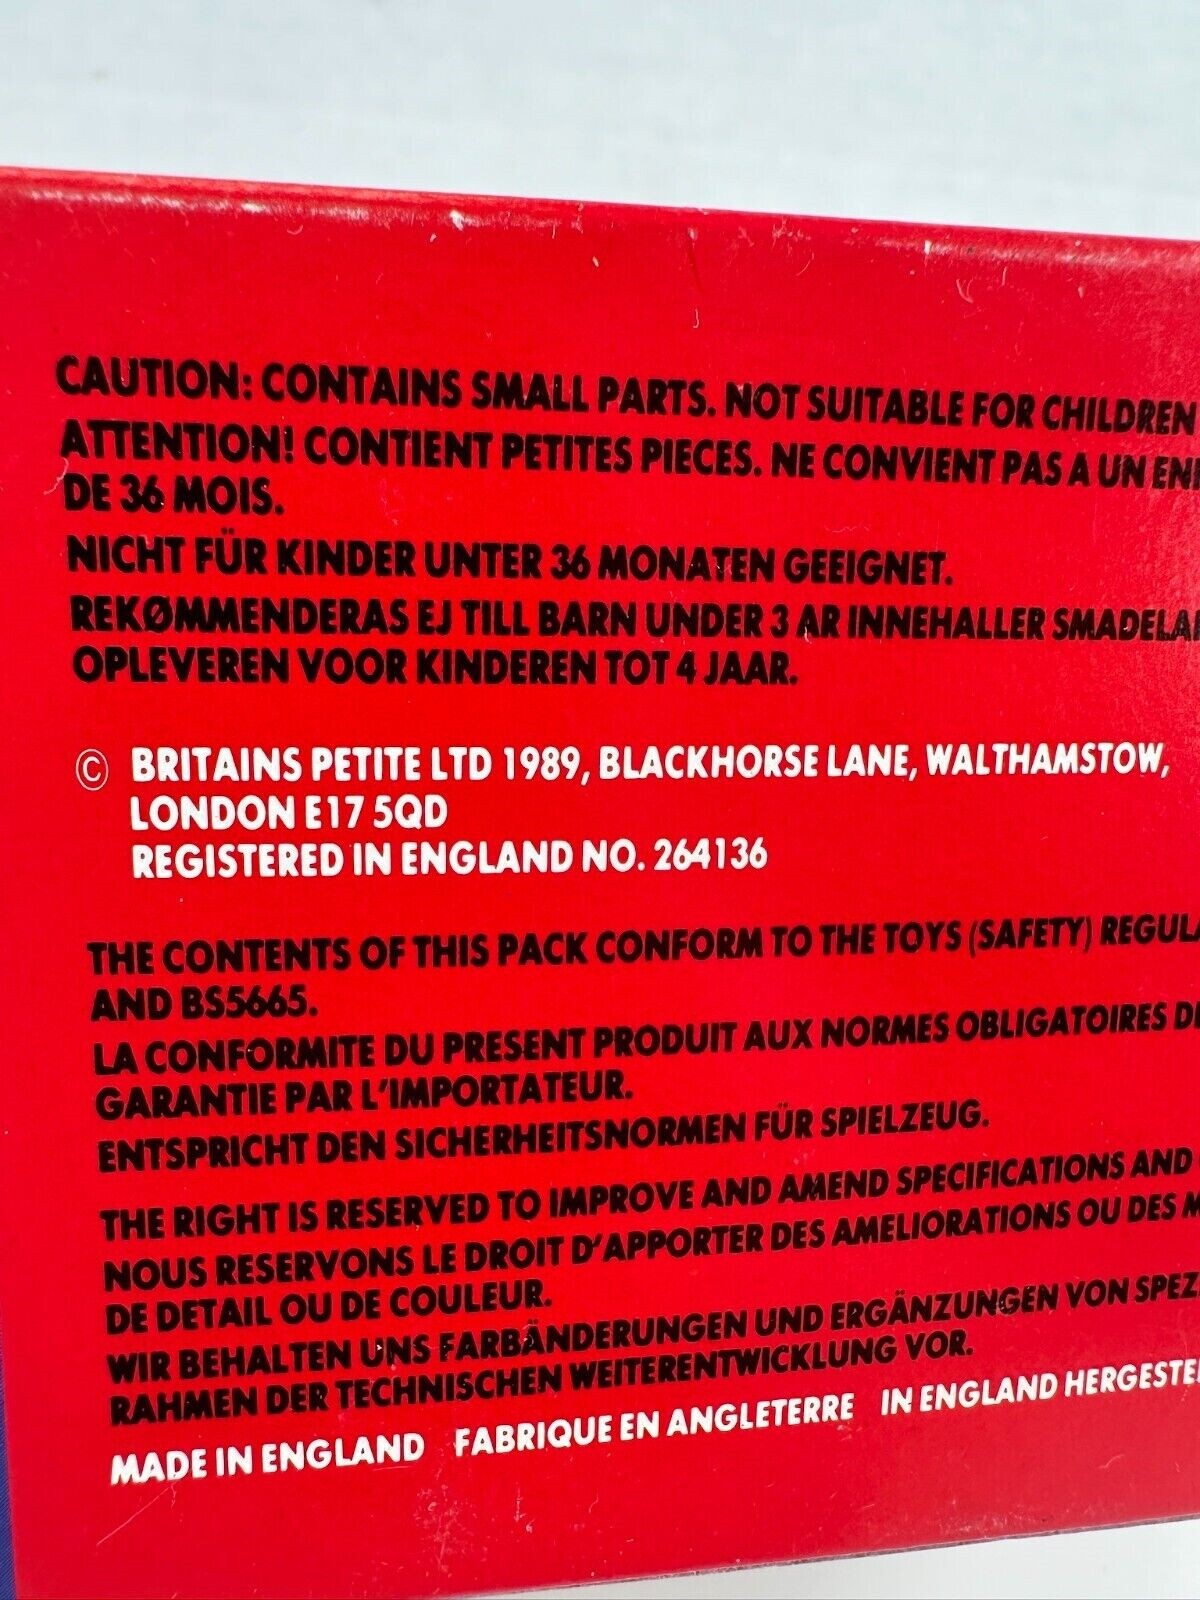 CAUTION: CONTAINS SMALL PARTS. NOT SUITABLE FOR CHILDREN
ATTENTION! CONTIENT PETITES PIECES. NE CONVIENT PAS A UN
DE 36 MOIS.
NICHT FÜR KINDER UNTER 36 MONATEN GEEIGNET.
REKØMMENDERAS EJ TILL BARN UNDER 3 AR INNEHALLER
OPLEVEREN VOOR KINDEREN TOT 4 JAAR.
© BRITAINS PETITE LTD 1989, BLACKHORSE LANE, WALTHAMSTOW,
LONDON E17 5QD
REGISTERED IN ENGLAND NO. 264136
THE CONTENTS OF THIS PACK CONFORM TO THE TOYS (SAFETY)
AND BS5665.
LA CONFORMITE DU PRESENT PRODUIT AUX NORMES OBLIGATOIRES
GARANTIE PAR L'IMPORTATEUR.
ENTSPRICHT DEN SICHERHEITSNORMEN FÜR SPIELZEUG.
THE RIGHT IS RESERVED TO IMPROVE AND AMEND SPECIFICATIONS AND
NOUS RESERVONS LE DROIT D'APPORTER DES AMELIORATIONS OU DES
DE DETAIL OU DE COULEUR.
WIR BEHALTEN UNS FARBÄNDERUNGEN UND ERGÄNZUNGEN VON
RAHMEN DER TECHNISCHEN WEITERENTWICKLUNG VOR.
MADE IN ENGLAND FABRIQUE EN ANGLETERRE IN ENGLAND